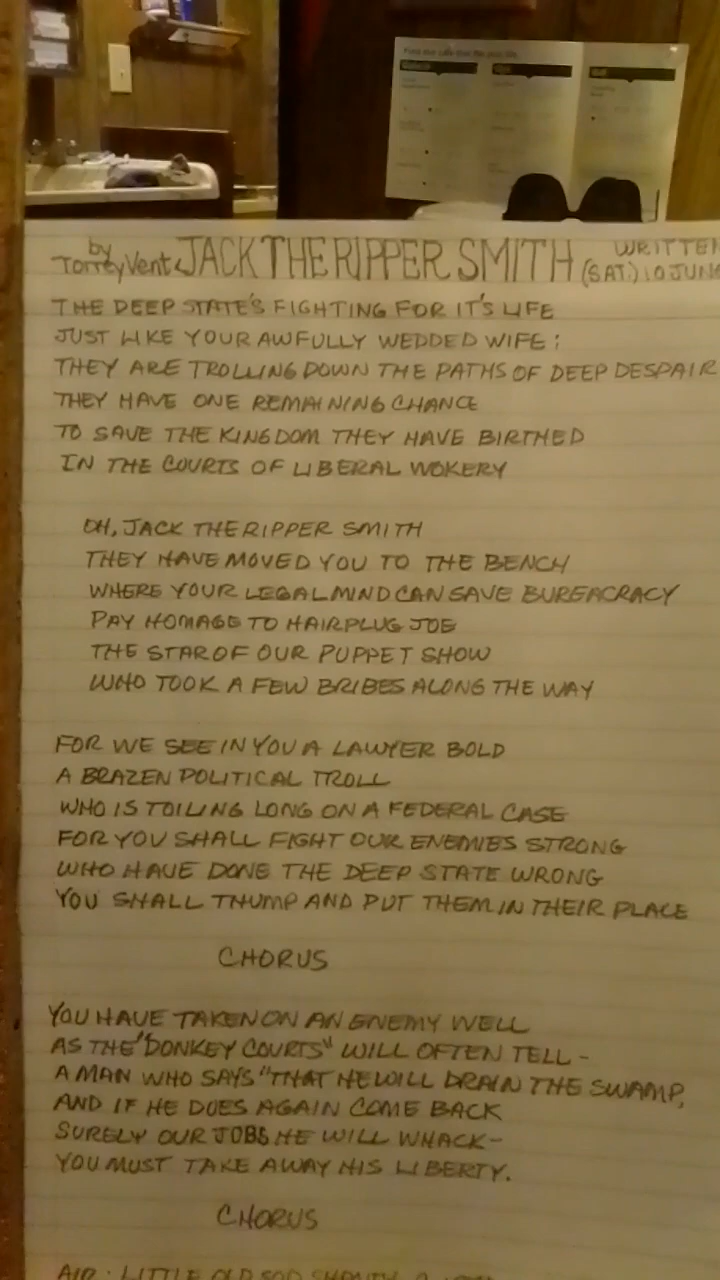 by
Torrey Vent JACK THE RIPPER SMITH WRITTEN
(SAT.) 10 JUNE
THE DEEP STATE'S FIGHTING FOR IT'S LIFE
JUST LIKE YOUR AWFULLY WEDDED WIFE;
THEY ARE TROLLING DOWN THE PATHS OF DEEP DESPAIR
THEY HAVE ONE REMAINING CHANCE
TO SAVE THE KINGDOM THEY HAVE BIRTHED
IN THE COURTS OF LIBERAL WOKERY
OH, JACK THE RIPPER SMITH
THEY HAVE MOVED YOU TO THE BENCH
WHERE YOUR LEGAL MIND CAN SAVE BUREACRACY
PAY HOMAGE TO HAIRPLUG JOE
THE STAR OF OUR PUPPET SHOW
WHO TOOK A FEW BRIBES ALONG THE WAY
FOR WE SEE IN YOU A LAWYER BOLD
A BRAZEN POLITICAL TROLL
WHO IS TOILING LONG ON A FEDERAL CASE
FOR YOU SHALL FIGHT OUR ENEMIES STRONG
WHO HAVE DONE THE DEEP STATE WRONG
YOU SHALL THUMP AND PUT THEM IN THEIR PLACE
CHORUS
YOU HAVE TAKEN ON AN ENEMY WELL
AS THE "DONKEY COURTS" WILL OFTEN TELL -
A MAN WHO SAYS "THAT HE WILL DRAIN THE SWAMP,
AND IF HE DOES AGAIN COME BACK
SURELY OUR JOBS HE WILL WHACK-
YOU MUST TAKE AWAY HIS LIBERTY.
CHORUS
AIR: LITTLE OLD SOD SHANTY